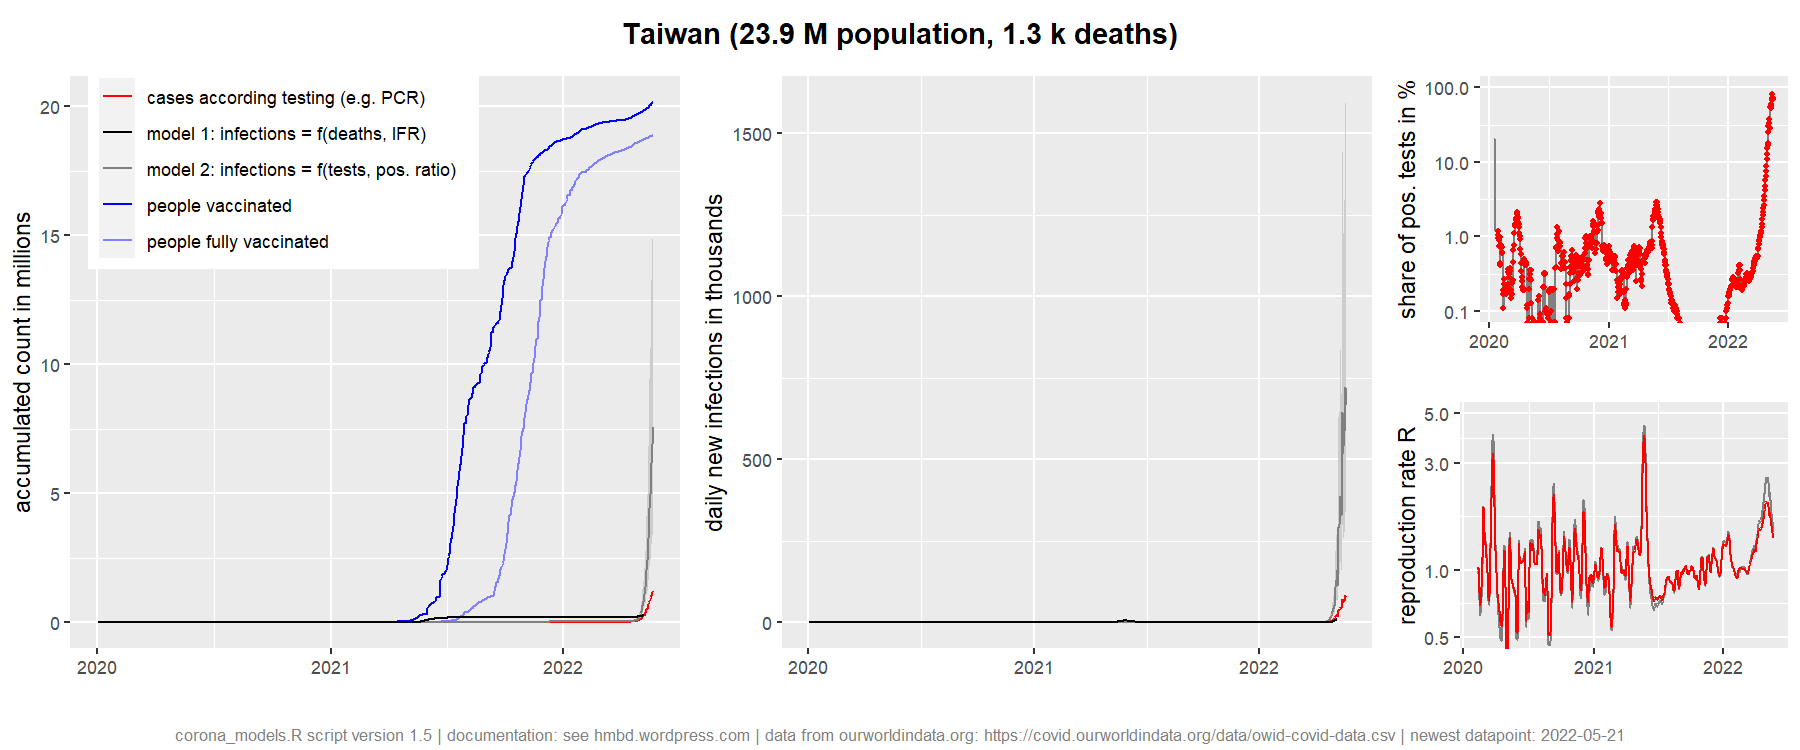 Taiwan (23.9 M population, 1.3 k deaths)
accumulated count in millions
20
15
10
5
0
2020
2021
2022
cases according testing (e.g. PCR)
model 1: infections = f(deaths, IFR)
model 2: infections = f(tests, pos. ratio)
people vaccinated
people fully vaccinated
daily new infections in thousands
1500
1000
500
0
2020
2021
2022
share of pos. tests in %
100.0
10.0
1.0
0.1
2020
2021
2022
reproduction rate R
5.0
3.0
1.0
0.5
2020
2021
2022
corona_models.R script version 1.5 | documentation: see hmbd.wordpress.com | data from ourworldindata.org: https://covid.ourworldindata.org/data/owid-covid-data.csv | newest datapoint: 2022-05-21